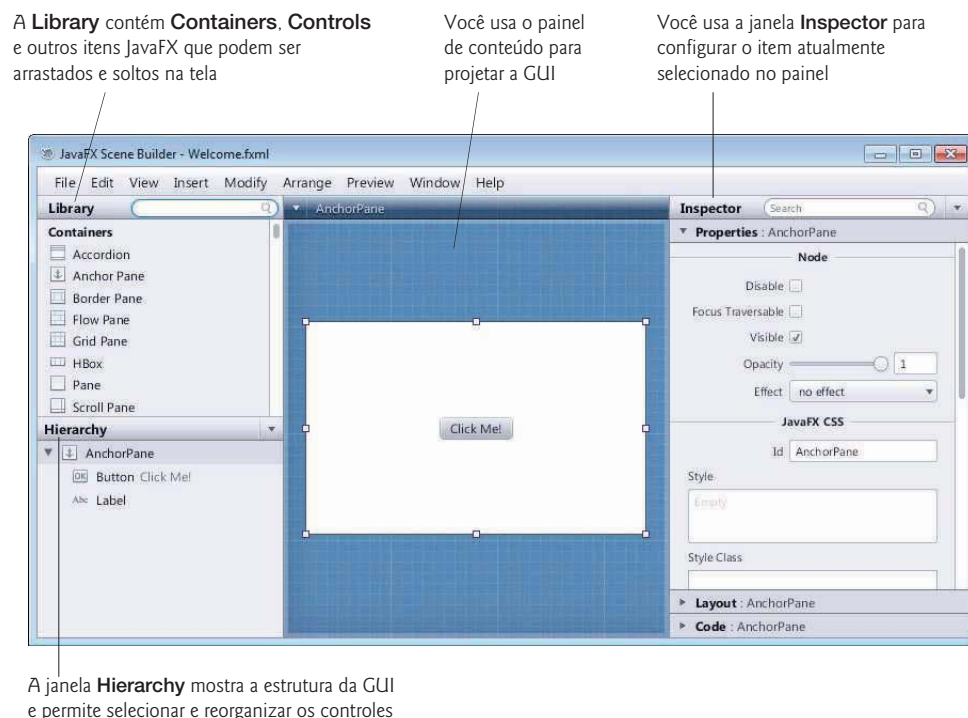 A Library contém Containers, Controls
e outros itens JavaFX que podem ser
arrastados e soltos na tela
Você usa o painel
de conteúdo para
projetar a GUI
Você usa a janela Inspector para
configurar o item atualmente
selecionado no painel
JavaFX Scene Builder - Welcome.fxml
File Edit View Insert Modify Arrange Preview Window Help
Library
Containers
Accordion
Anchor Pane
Border Pane
Flow Pane
Grid Pane
HBox
Pane
Scroll Pane
Hierarchy
AnchorPane
OK Button Click Me!
Abc Label
AnchorPane
Click Me!
Inspector Search
Properties : AnchorPane
Node
Disable
Focus Traversable
Visible
Opacity 1
Effect no effect
JavaFX CSS
Id AnchorPane
Style
Empty
Style Class
Layout : AnchorPane
Code : AnchorPane
A janela Hierarchy mostra a estrutura da GUI
e permite selecionar e reorganizar os controles